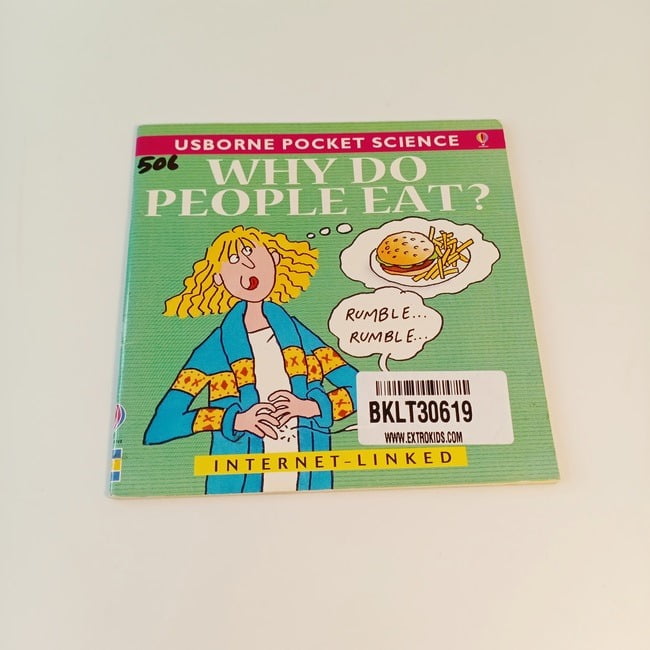 USBORNE POCKET SCIENCE
506
WHY DO
PEOPLE EAT?
RUMBLE...
RUMBLE...
BKLT30619
WWW.EXTROKIDS.COM
INTERNET-LINKED